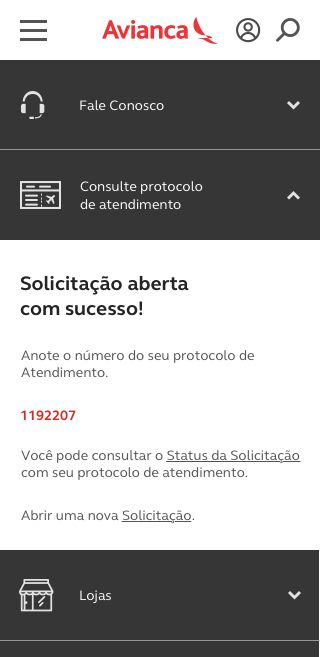 Avianca
Fale Conosco
Consulte protocolo
de atendimento
Solicitação aberta
com sucesso!
Anote o número do seu protocolo de
Atendimento.
1192207
Você pode consultar o Status da Solicitação
com seu protocolo de atendimento.
Abrir uma nova Solicitação.
Lojas